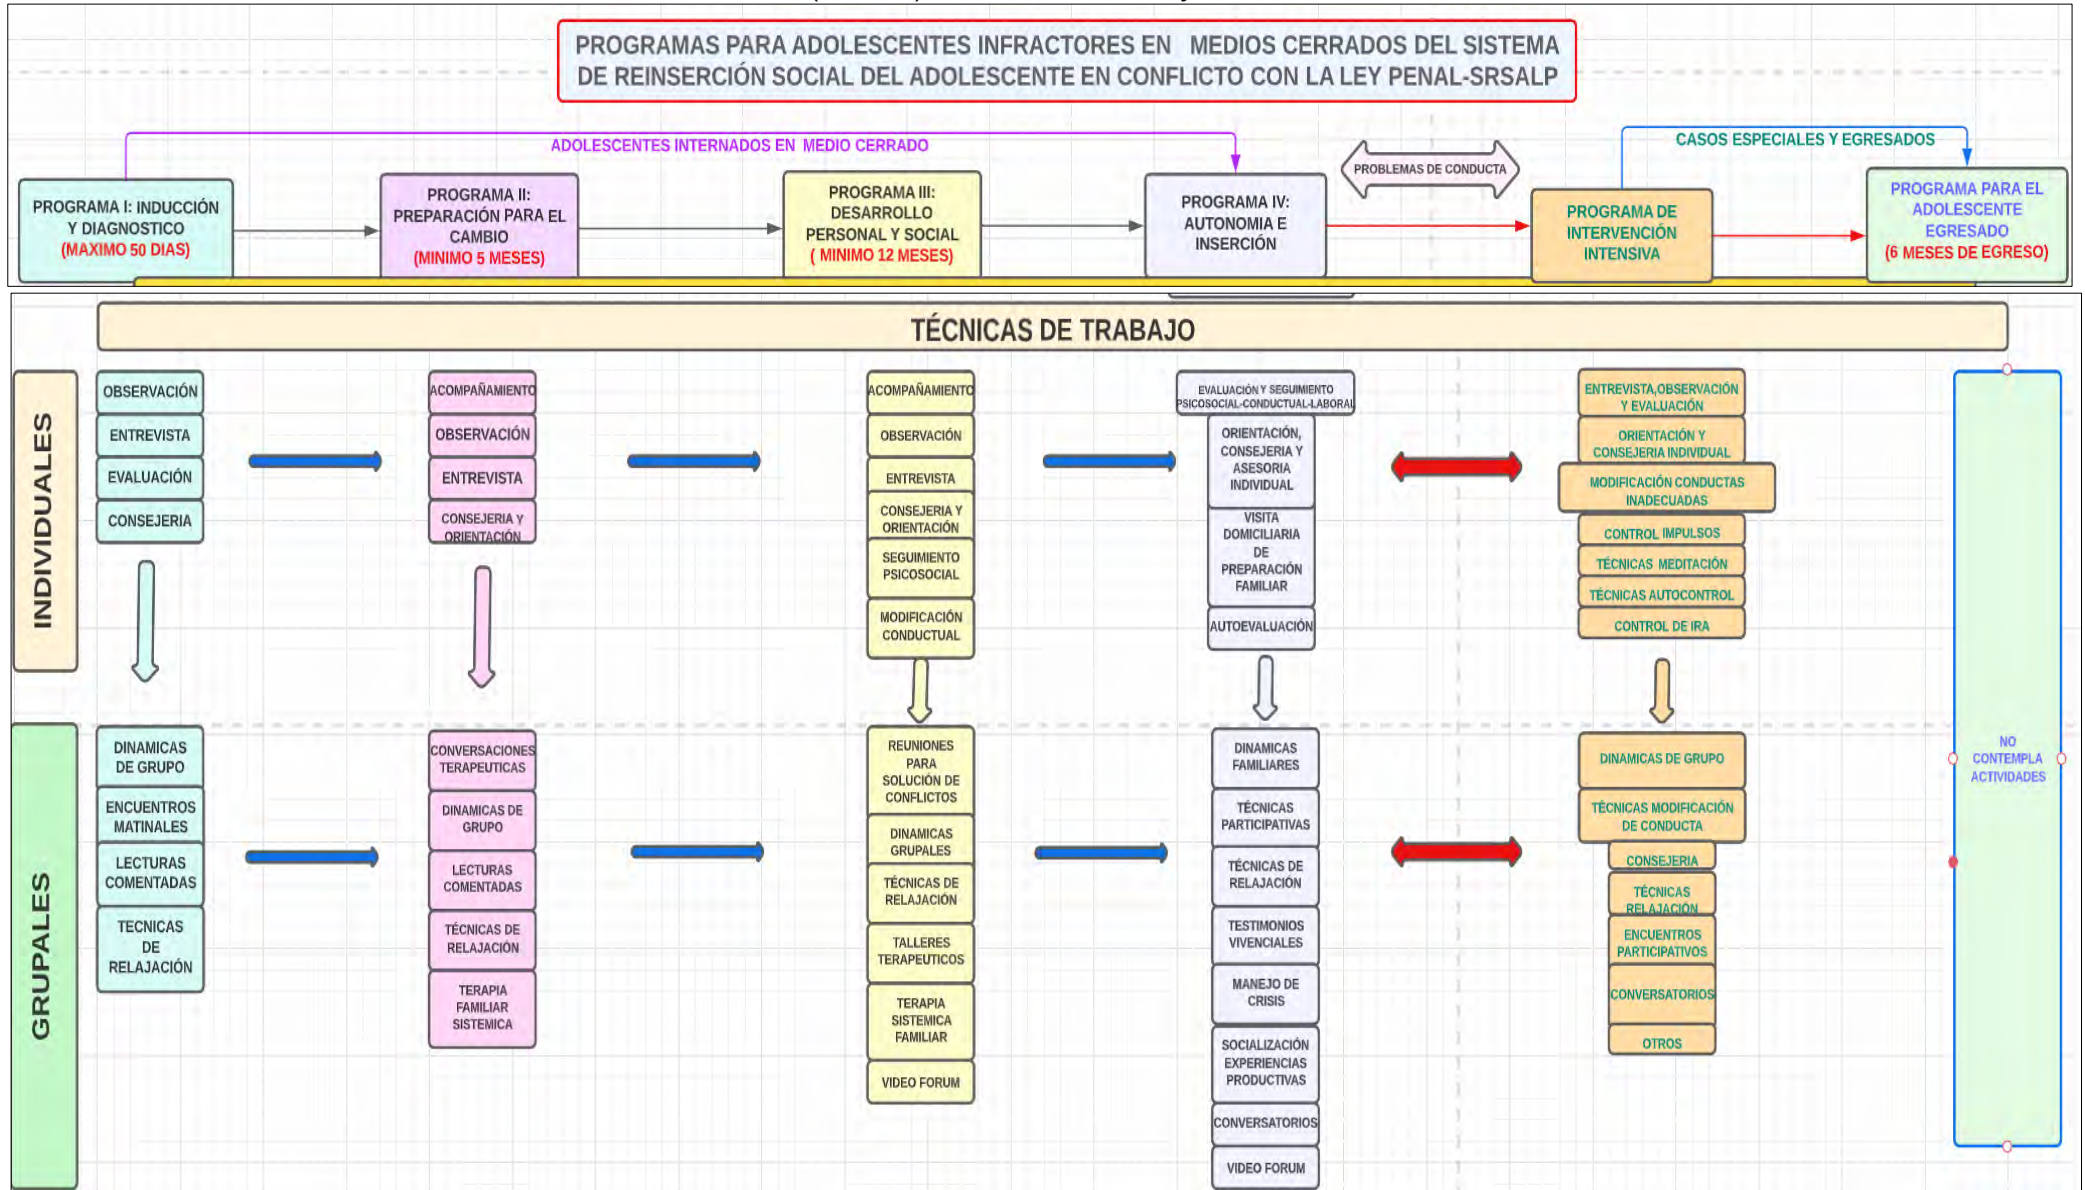 PROGRAMAS PARA ADOLESCENTES INFRACTORES EN MEDIOS CERRADOS DEL SISTEMA
DE REINSERCIÓN SOCIAL DEL ADOLESCENTE EN CONFLICTO CON LA LEY PENAL-SRSALP
ADOLESCENTES INTERNADOS EN MEDIO CERRADO
PROBLEMAS DE CONDUCTA
CASOS ESPECIALES Y EGRESADOS
PROGRAMA I: INDUCCIÓN
Y DIAGNOSTICO
(MAXIMO 50 DIAS)
PROGRAMA II:
PREPARACIÓN PARA EL
CAMBIO
(MINIMO 5 MESES)
PROGRAMA III:
DESARROLLO
PERSONAL Y SOCIAL
( MINIMO 12 MESES)
PROGRAMA IV:
AUTONOMIA E
INSERCIÓN
PROGRAMA DE
INTERVENCIÓN
INTENSIVA
PROGRAMA PARA EL
ADOLESCENTE
EGRESADO
(6 MESES DE EGRESO)
TÉCNICAS DE TRABAJO
INDIVIDUALES
OBSERVACIÓN
ENTREVISTA
EVALUACIÓN
CONSEJERIA
ACOMPAÑAMIENTO
OBSERVACIÓN
ENTREVISTA
CONSEJERIA Y
ORIENTACIÓN
ACOMPAÑAMIENTO
OBSERVACIÓN
ENTREVISTA
CONSEJERIA Y
ORIENTACIÓN
SEGUIMIENTO
PSICOSOCIAL
MODIFICACIÓN
CONDUCTUAL
EVALUACIÓN Y SEGUIMIENTO
PSICOSOCIAL-CONDUCTUAL-LABORAL
ORIENTACIÓN,
CONSEJERIA Y
ASESORIA
INDIVIDUAL
VISITA
DOMICILIARIA
DE
PREPARACIÓN
FAMILIAR
AUTOEVALUACIÓN
ENTREVISTA,OBSERVACIÓN
Y EVALUACIÓN
ORIENTACIÓN Y
CONSEJERIA INDIVIDUAL
MODIFICACIÓN CONDUCTAS
INADECUADAS
CONTROL IMPULSOS
TÉCNICAS MEDITACIÓN
TÉCNICAS AUTOCONTROL
CONTROL DE IRA
NO
CONTEMPLA
ACTIVIDADES
GRUPALES
DINAMICAS
DE GRUPO
ENCUENTROS
MATINALES
LECTURAS
COMENTADAS
TECNICAS
DE
RELAJACIÓN
CONVERSACIONES
TERAPEUTICAS
DINAMICAS DE
GRUPO
LECTURAS
COMENTADAS
TÉCNICAS DE
RELAJACIÓN
TERAPIA
FAMILIAR
SISTEMICA
REUNIONES
PARA
SOLUCIÓN DE
CONFLICTOS
DINAMICAS
GRUPALES
TÉCNICAS DE
RELAJACIÓN
TALLERES
TERAPEUTICOS
TERAPIA
SISTEMICA
FAMILIAR
VIDEO FORUM
DINAMICAS
FAMILIARES
TÉCNICAS
PARTICIPATIVAS
TÉCNICAS DE
RELAJACIÓN
TESTIMONIOS
VIVENCIALES
MANEJO DE
CRISIS
SOCIALIZACIÓN
EXPERIENCIAS
PRODUCTIVAS
CONVERSATORIOS
VIDEO FORUM
DINAMICAS DE GRUPO
TÉCNICAS MODIFICACIÓN
DE CONDUCTA
CONSEJERIA
TÉCNICAS
RELAJACIÓN
ENCUENTROS
PARTICIPATIVOS
CONVERSATORIOS
OTROS